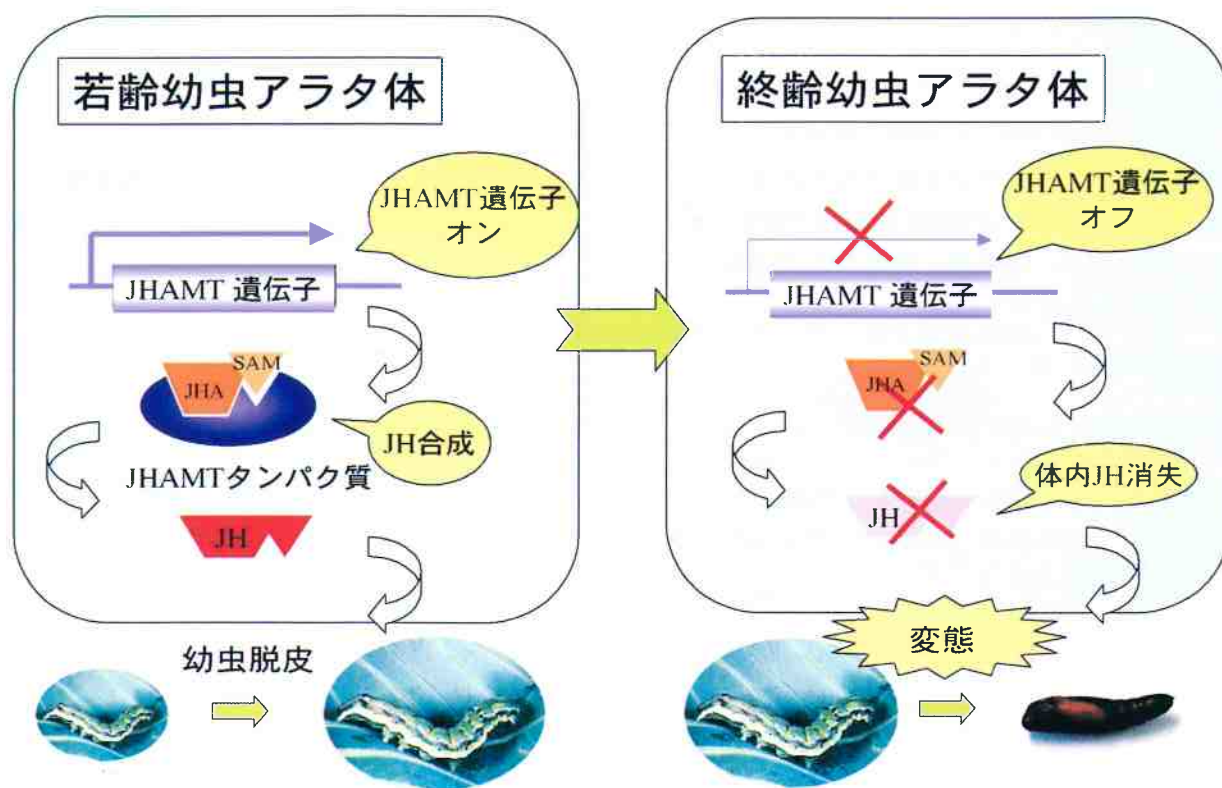 若齢幼虫アラタ体
JHAMT遺伝子
オン
JHAMT 遺伝子
SAM
JHA
JH合成
JHAMTタンパク質
JH
幼虫脱皮
終齢幼虫アラタ体
JHAMT遺伝子
オフ
JHAMT 遺伝子
SAM
JHA
体内JH消失
JH
変態